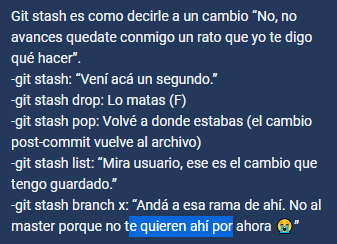 Git stash es como decirle a un cambio “No, no
avances quedate conmigo un rato que yo te digo
qué hacer”.
-git stash: “Vení acá un segundo.”
-git stash drop: Lo matas (F)
-git stash pop: Volvé a donde estabas (el cambio
post-commit vuelve al archivo)
-git stash list: “Mira usuario, ese es el cambio que
tengo guardado.”
-git stash branch x: “Andá a esa rama de ahí. No al
master porque no te quieren ahí por ahora 😭”